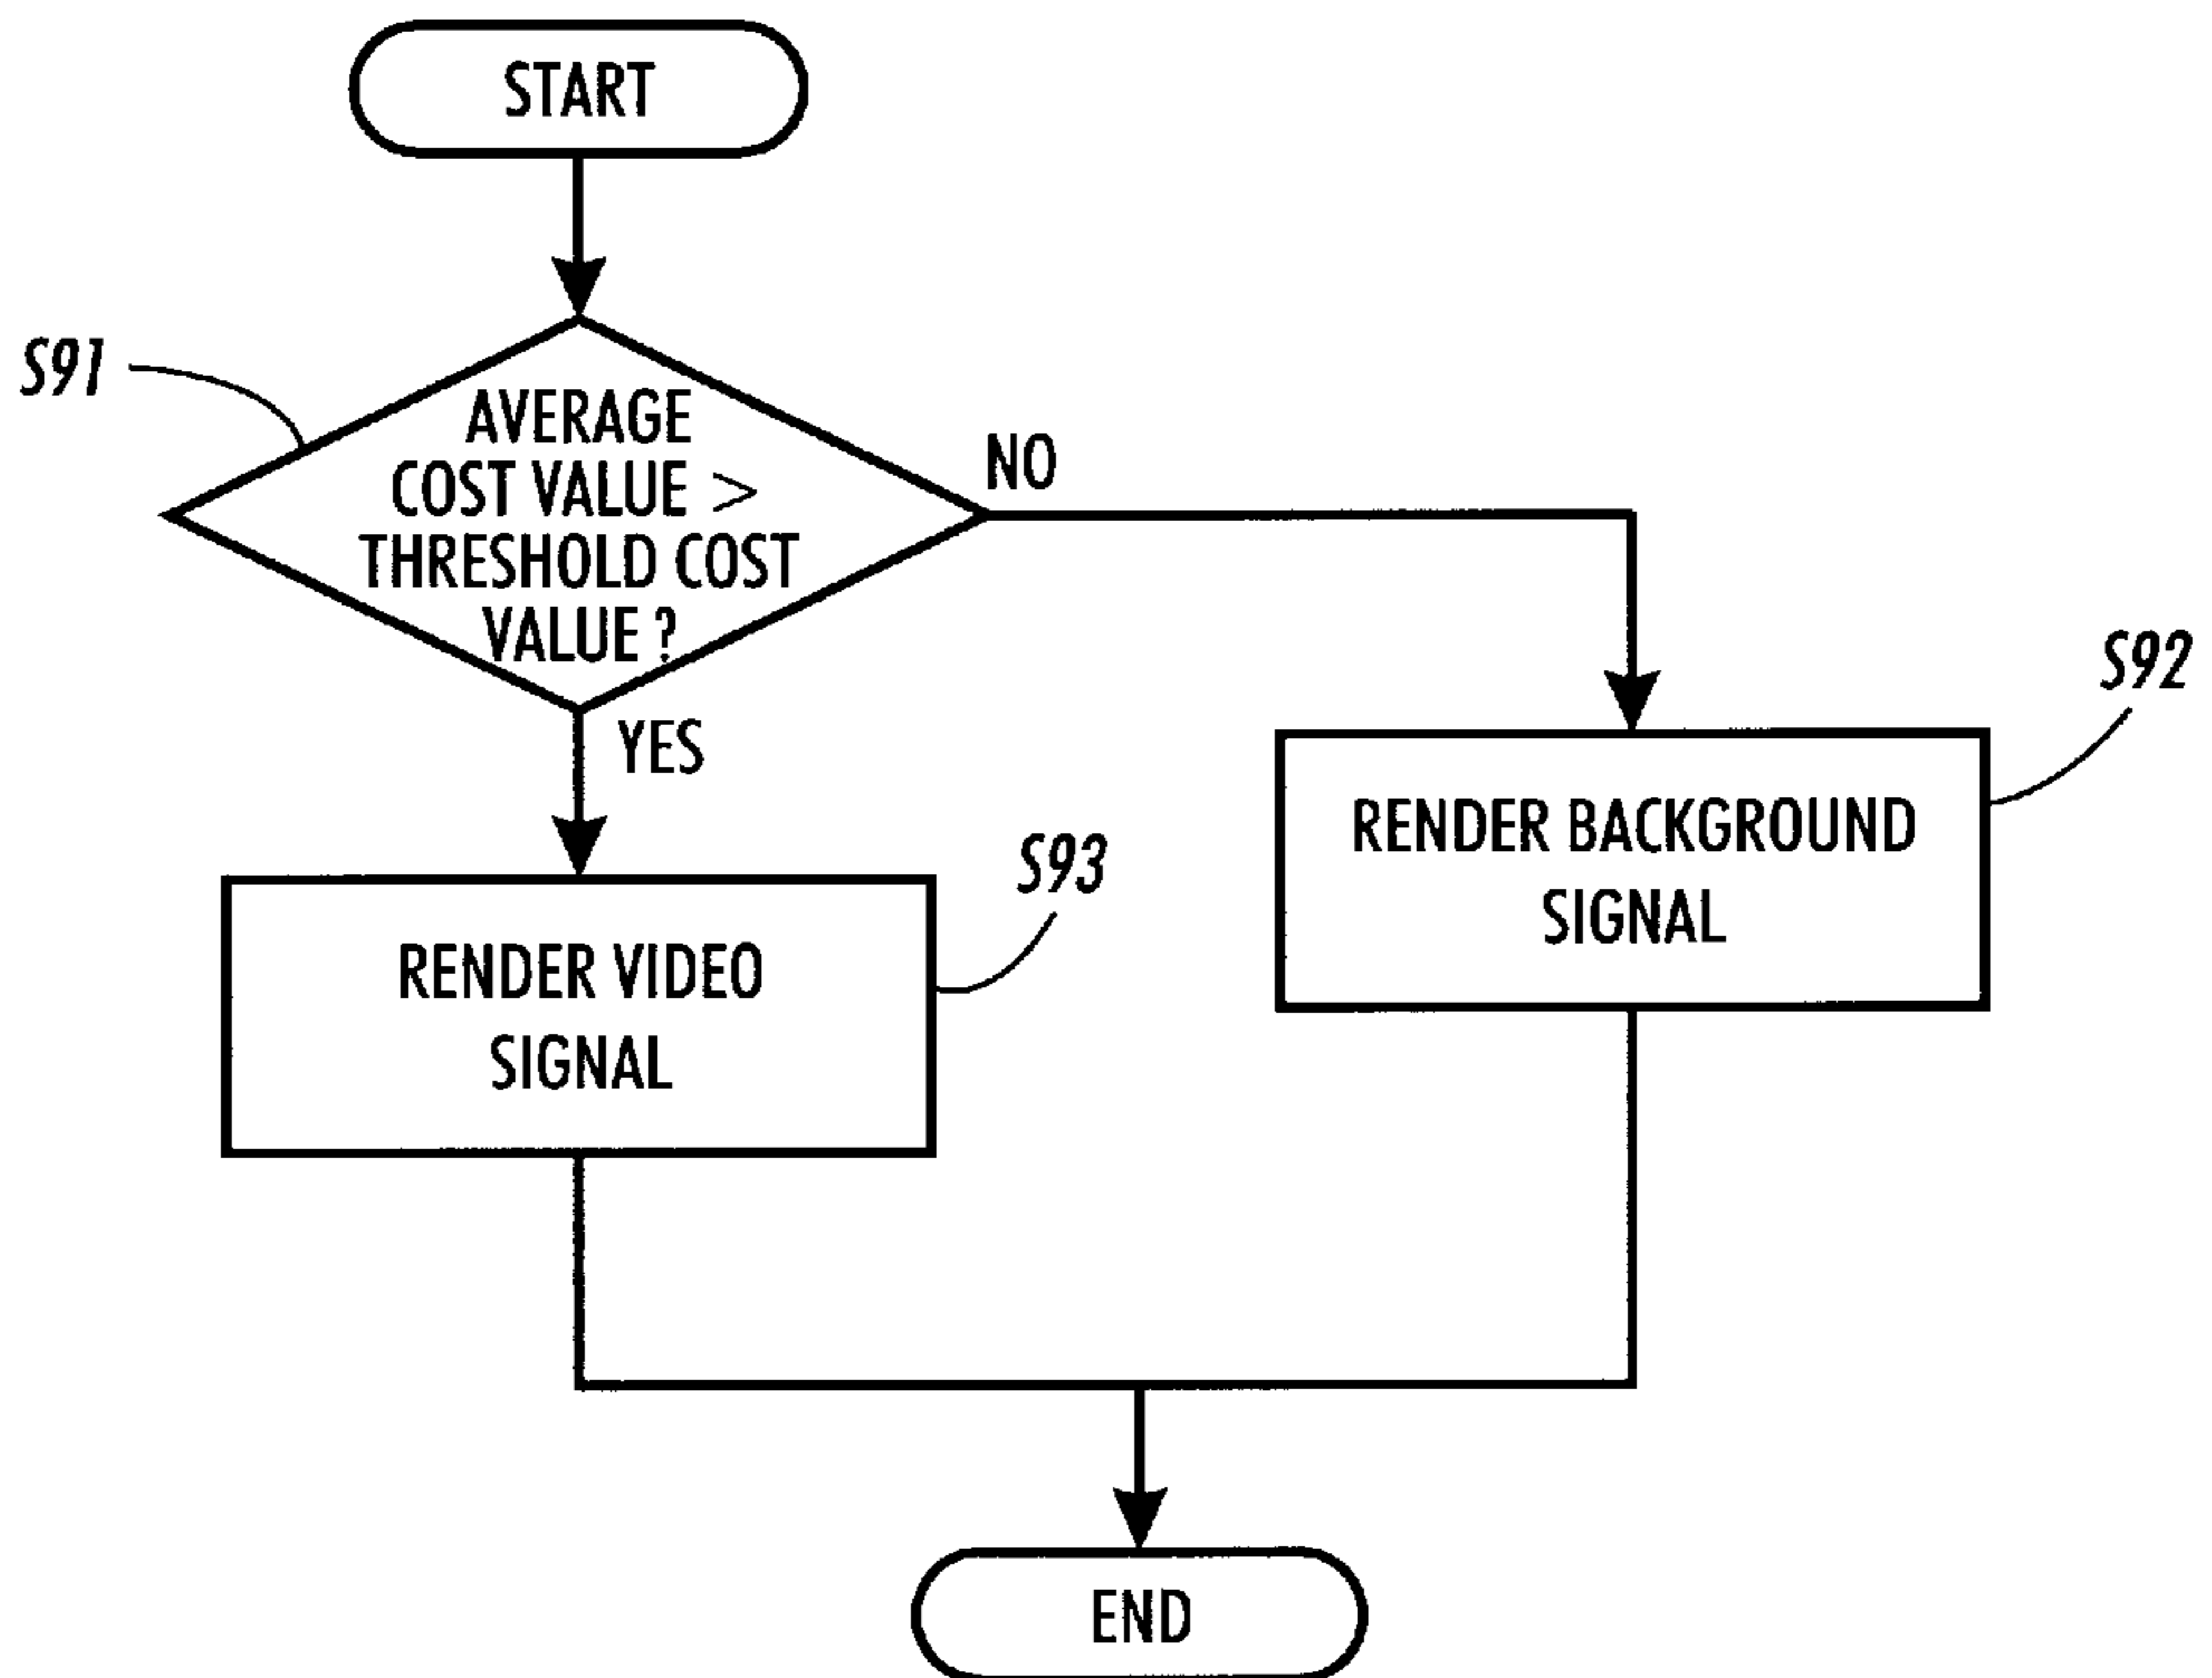 START
S91
AVERAGE
COST VALUE >
THRESHOLD COST
VALUE ?
NO
YES
S92
RENDER BACKGROUND
SIGNAL
S93
RENDER VIDEO
SIGNAL
END